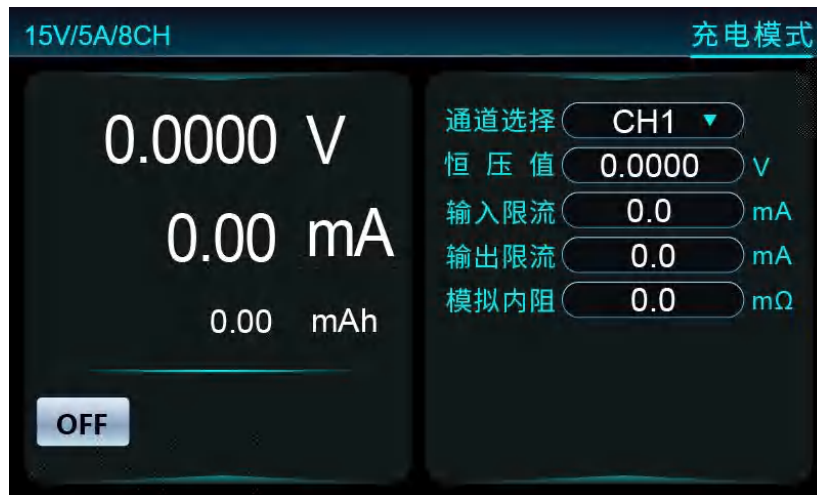 15V/5A/8CH
充电模式
0.0000 V
0.00 mA
0.00 mAh
OFF
通道选择 CH1 ▼
恒压值 0.0000 V
输入限流 0.0 mA
输出限流 0.0 mA
模拟内阻 0.0 mΩ